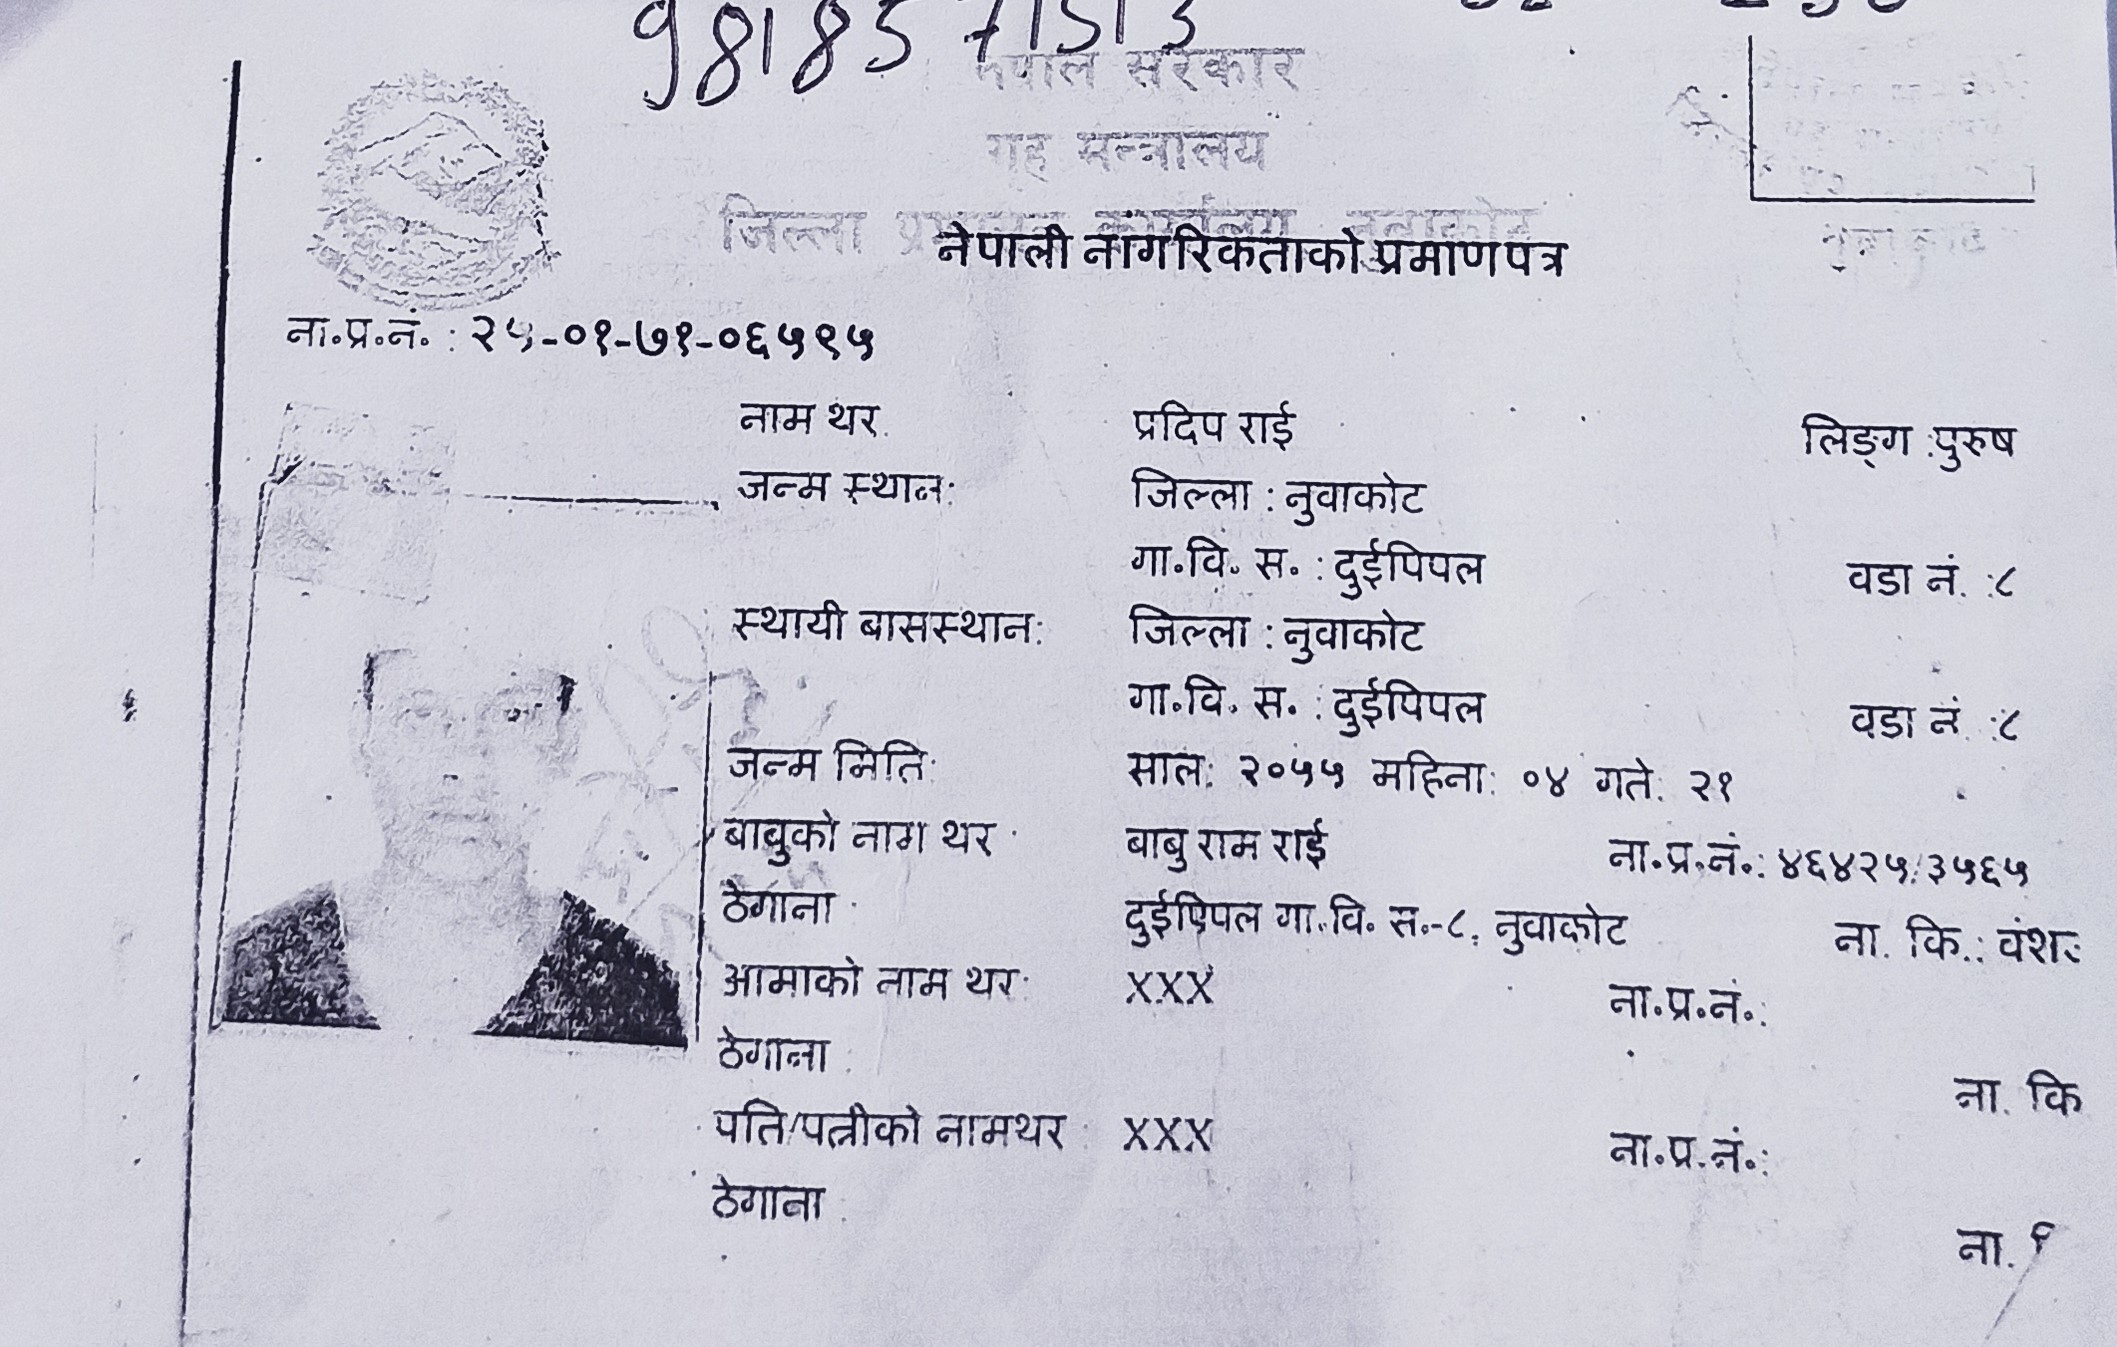 9818571513
नेपाल सरकार
गृह मन्त्रालय
जिल्ला प्रशासन कार्यालय, नुवाकोट
नेपाली नागरिकताको प्रमाणपत्र
ना.प्र.नं. : २५-०१-७१-०६५९५
नाम थर. प्रदिप राई लिङ्ग : पुरुष
जन्म स्थान: जिल्ला : नुवाकोट
गा.वि. स. : दुईपिपल वडा नं. :८
स्थायी बासस्थान: जिल्ला : नुवाकोट
गा.वि. स. : दुईपिपल वडा नं. :८
जन्म मिति: साल: २०५५ महिना: ०४ गते: २१
बाबुको नाम थर : बाबु राम राई ना.प्र.नं.: ४६४२५/३५६५
ठेगाना : दुईपिपल गा.वि. स.-८, नुवाकोट ना. कि.: वंशज
आमाको नाम थर: XXX ना.प्र.नं.:
ठेगाना :
ना. कि
पति/पत्नीको नामथर : XXX ना.प्र.नं.:
ठेगाना :
ना.